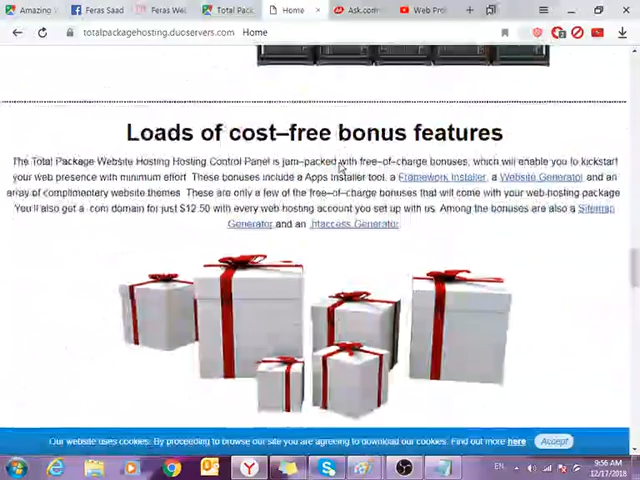 Amazing V
Feras Saad
Feras Wel
Total Pack
Home
Ask.com
Web Pro
totalpackagehosting.duoservers.com Home
Loads of cost–free bonus features
The Total Package Website Hosting Hosting Control Panel is jam–packed with free–of–charge bonuses, which will enable you to kickstart
your web presence with minimum effort. These bonuses include a Apps Installer tool, a Framework Installer, a Website Generator and an
array of complimentary website themes. These are only a few of the free–of–charge bonuses that will come with your web hosting package.
You'll also get a .com domain for just $12.50 with every web hosting account you set up with us. Among the bonuses are also a Sitemap
Generator and an .htaccess Generator.
Our website uses cookies. By proceeding to browse our site you are agreeing to download our cookies. Find out more here
Accept
EN
9:56 AM
12/17/2018